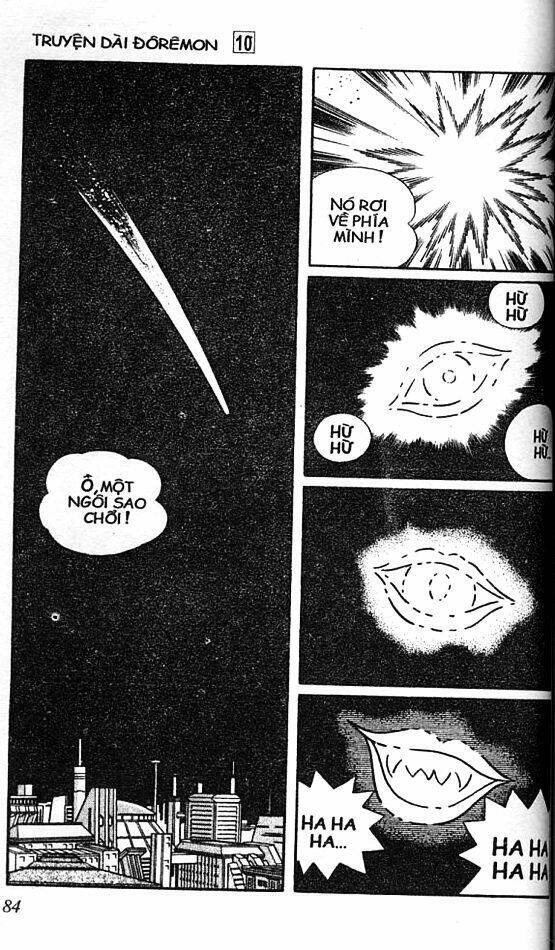 TRUYỆN DÀI ĐÔRÊMON 10
Ồ, MỘT
NGÔI SAO
CHỔI!
NÓ RƠI
VỀ PHÍA
MÌNH!
HỪ
HỪ
HỪ
HỪ
HỪ
HỪ...
HA HA
HA...
HA HA
HA HA
84